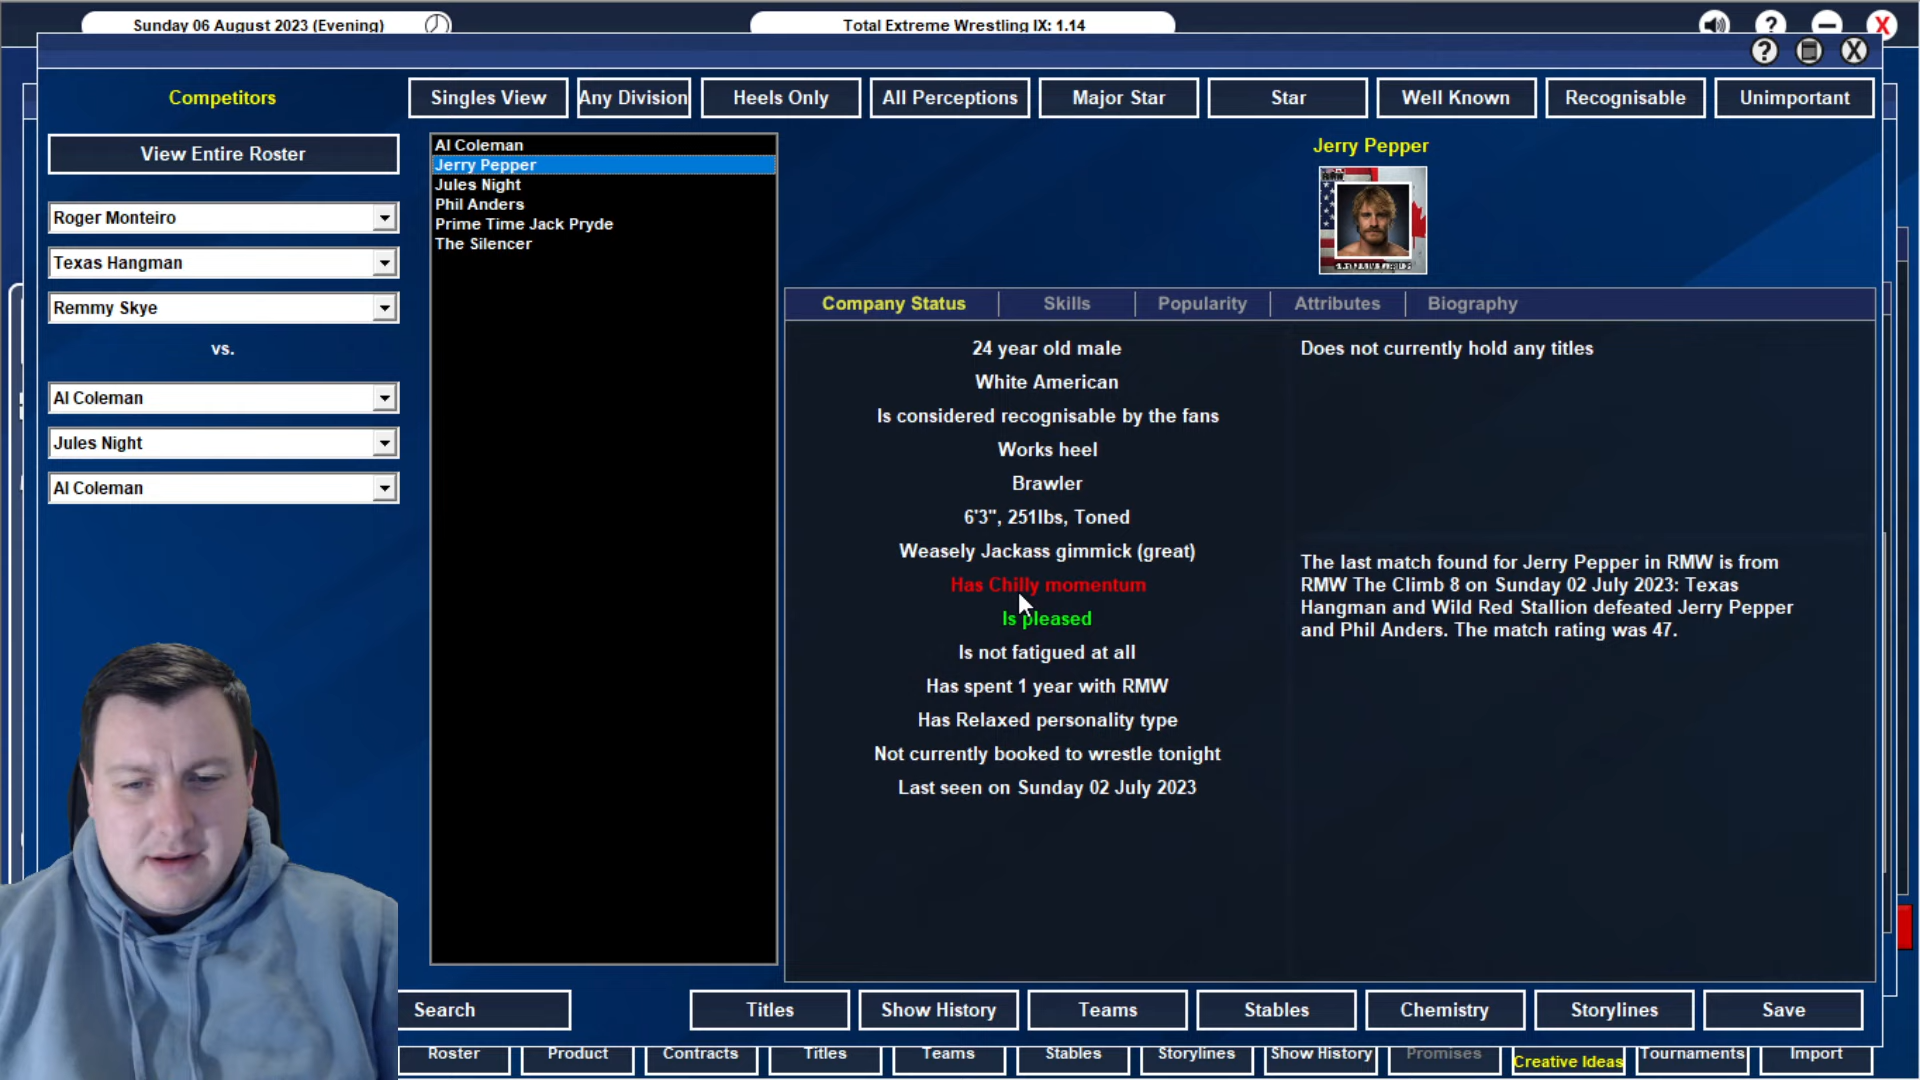 Sunday 06 August 2023 (Evening)
Total Extreme Wrestling IX: 1.14
?
X
?
X
Competitors
Singles View
Any Division
Heels Only
All Perceptions
Major Star
Star
Well Known
Recognisable
Unimportant
View Entire Roster
Roger Monteiro
Texas Hangman
Remmy Skye
vs.
Al Coleman
Jules Night
Al Coleman
Al Coleman
Jerry Pepper
Jules Night
Phil Anders
Prime Time Jack Pryde
The Silencer
Jerry Pepper
Company Status
Skills
Popularity
Attributes
Biography
24 year old male
White American
Is considered recognisable by the fans
Works heel
Brawler
6'3", 251lbs, Toned
Weasely Jackass gimmick (great)
Has Chilly momentum
Is pleased
Is not fatigued at all
Has spent 1 year with RMW
Has Relaxed personality type
Not currently booked to wrestle tonight
Last seen on Sunday 02 July 2023
Does not currently hold any titles
The last match found for Jerry Pepper in RMW is from
RMW The Climb 8 on Sunday 02 July 2023: Texas
Hangman and Wild Red Stallion defeated Jerry Pepper
and Phil Anders. The match rating was 47.
Search
Titles
Show History
Teams
Stables
Chemistry
Storylines
Save
Roster
Product
Contracts
Titles
Teams
Stables
Storylines
Show History
Promises
Creative Ideas
Tournaments
Import